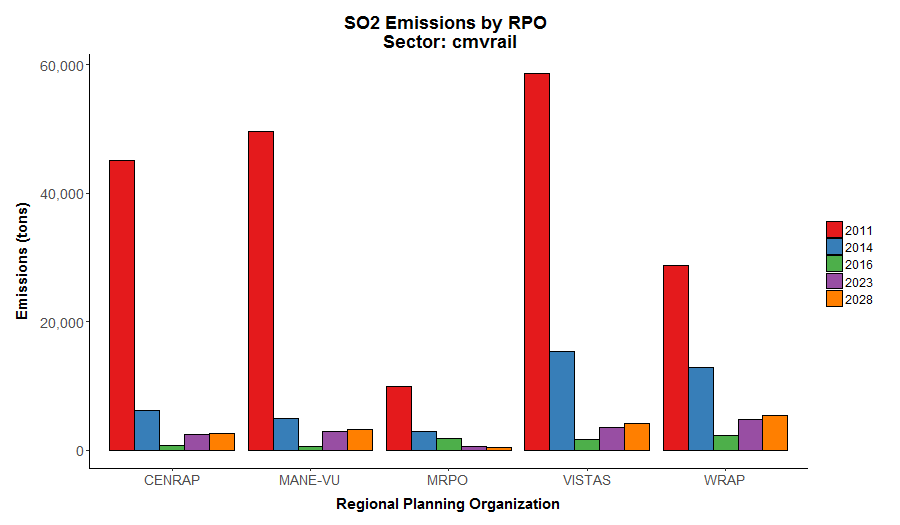 SO2 Emissions by RPO
Sector: cmvrail
Emissions (tons)
60,000
40,000
20,000
0
CENRAP
MANE-VU
MRPO
VISTAS
WRAP
Regional Planning Organization
2011
2014
2016
2023
2028